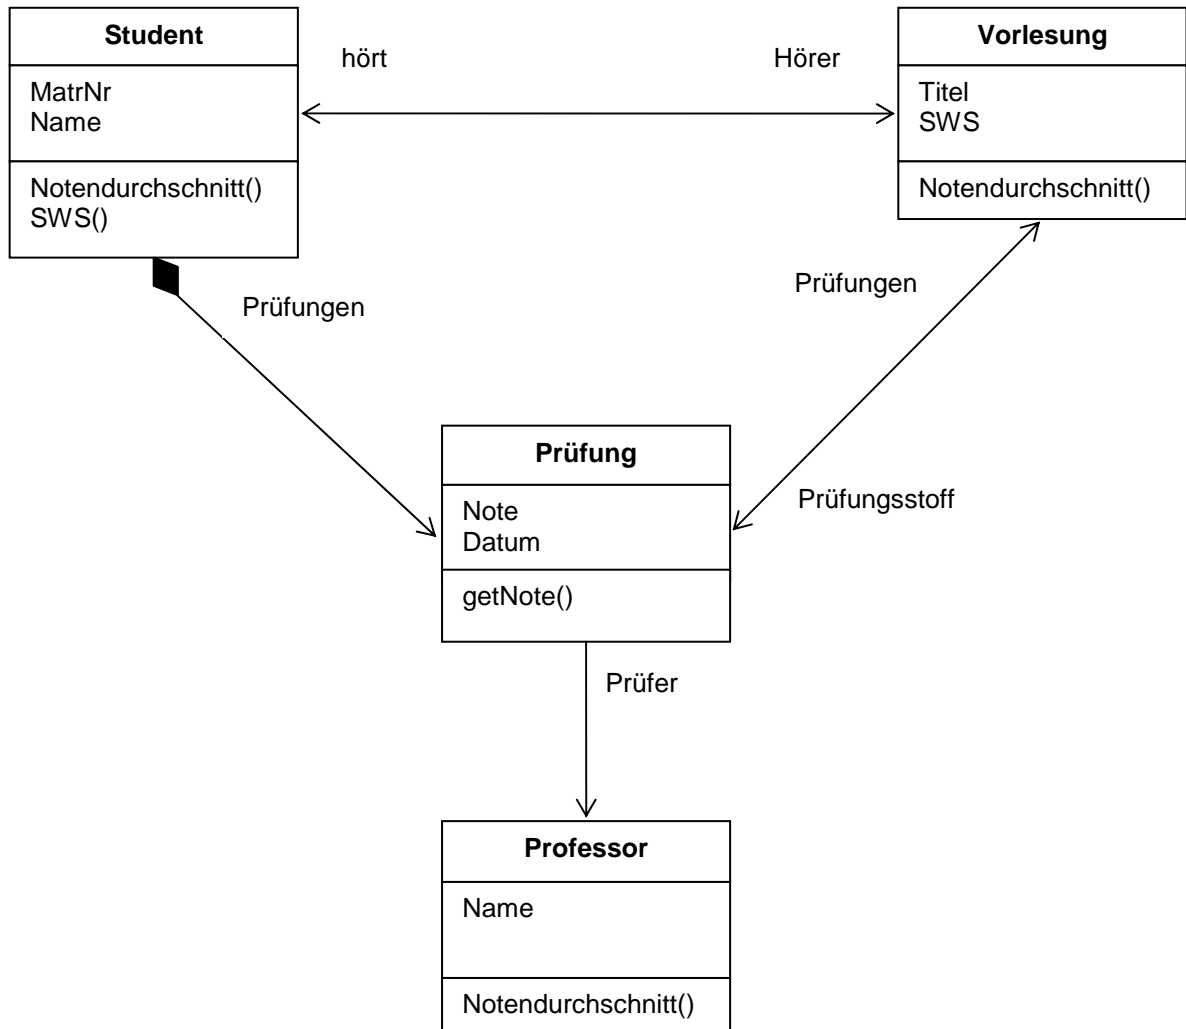 Student
MatrNr
Name
Notendurchschnitt()
SWS()
hört
Hörer
Vorlesung
Titel
SWS
Notendurchschnitt()
Prüfungen
Prüfungen
Prüfung
Note
Datum
getNote()
Prüfungsstoff
Prüfer
Professor
Name
Notendurchschnitt()